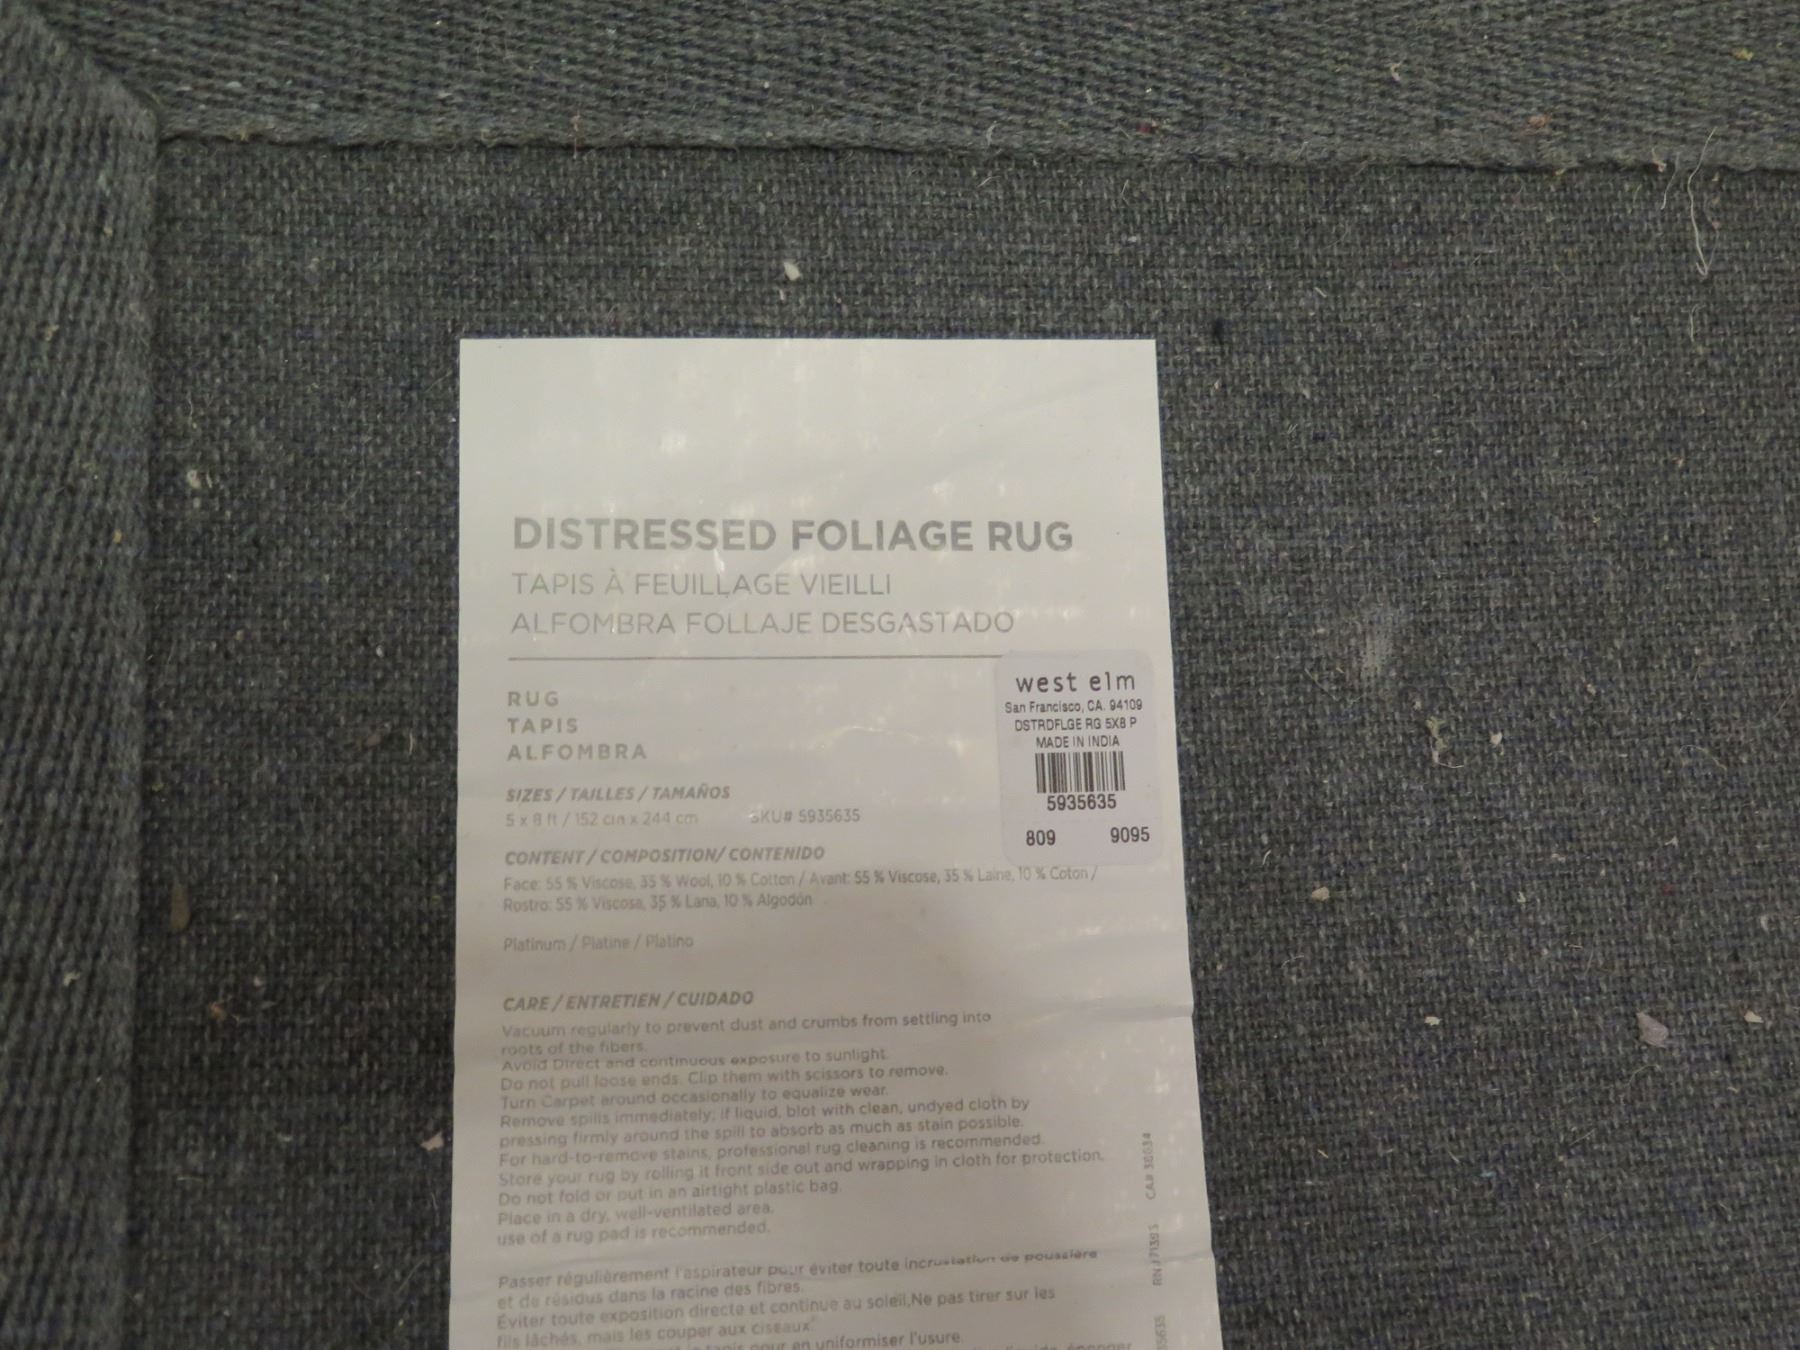 DISTRESSED FOLIAGE RUG
TAPIS À FEUILLAGE VIEILLI
ALFOMBRA FOLLAJE DESGASTADO
RUG
TAPIS
ALFOMBRA
west elm
San Francisco, CA. 94109
DSTRDFLGE RG 5X8 P
MADE IN INDIA
5935635
809 9095
SIZES / TAILLES / TAMAÑOS
5 x 8 ft / 152 cm x 244 cm SKU# 5935635
CONTENT / COMPOSITION/ CONTENIDO
Face: 55 % Viscose, 35 % Wool, 10 % Cotton / Avant: 55 % Viscose, 35 % Laine, 10 % Coton /
Rostro: 55 % Viscosa, 35 % Lana, 10 % Algodón
Platinum / Platine / Platino
CARE / ENTRETIEN / CUIDADO
Vacuum regularly to prevent dust and crumbs from settling into
roots of the fibers.
Avoid Direct and continuous exposure to sunlight.
Do not pull loose ends. Clip them with scissors to remove.
Turn Carpet around occasionally to equalize wear.
Remove spills immediately; if liquid, blot with clean, undyed cloth by
pressing firmly around the spill to absorb as much as stain possible.
For hard-to-remove stains, professional rug cleaning is recommended.
Store your rug by rolling it front side out and wrapping in cloth for protection.
Do not fold or put in an airtight plastic bag.
Place in a dry, well-ventilated area.
use of a rug pad is recommended.
Passer régulièrement l'aspirateur pour éviter toute incrustation de poussière
et de résidus dans la racine des fibres.
Éviter toute exposition directe et continue au soleil,Ne pas tirer sur les
fils lâchés, mais les couper aux ciseaux.
tapis pour en uniformiser l'usure.
CA# 38634